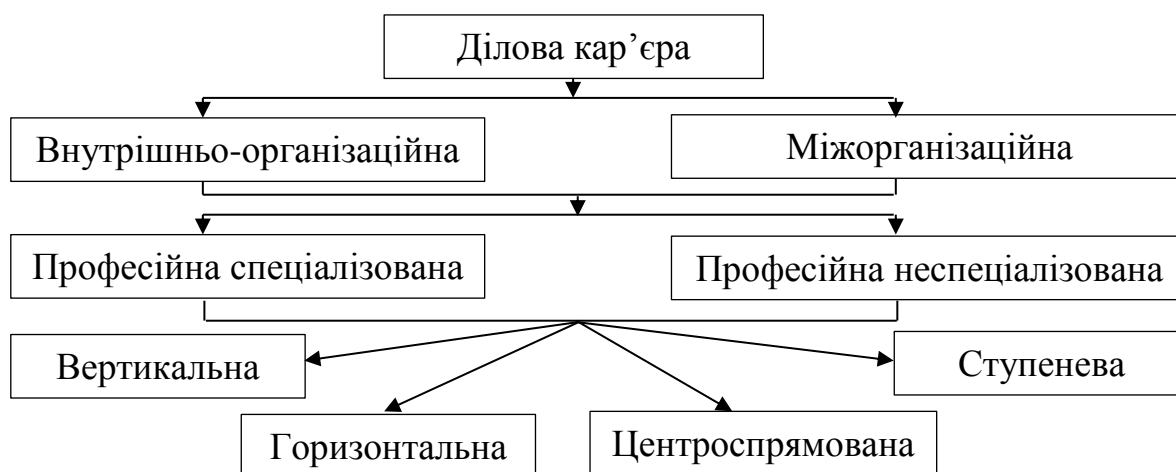 Ділова кар’єра
Внутрішньо-організаційна
Міжорганізаційна
Професійна спеціалізована
Професійна неспеціалізована
Вертикальна
Ступенева
Горизонтальна
Центроспрямована